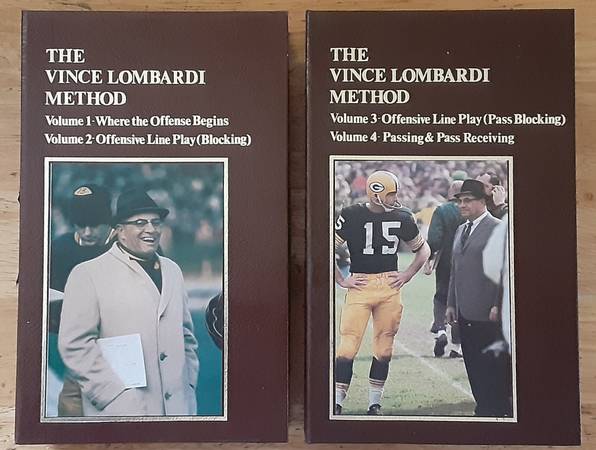 THE
VINCE LOMBARDI
METHOD
Volume 1-Where the Offense Begins
Volume 2-Offensive Line Play(Blocking)
THE
VINCE LOMBARDI
METHOD
Volume 3-Offensive Line Play(Pass Blocking)
Volume 4-Passing & Pass Receiving
G
15